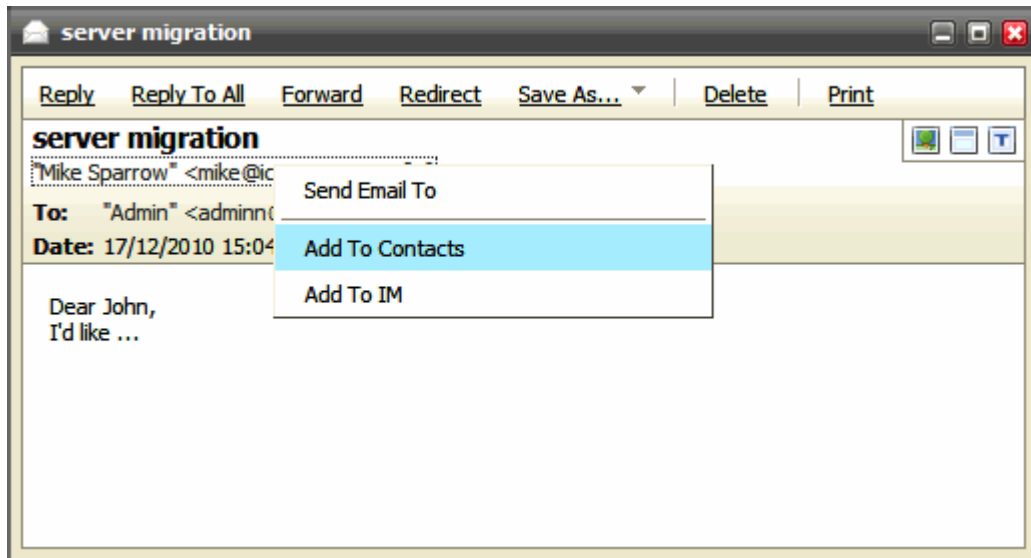 server migration
Reply Reply To All Forward Redirect Save As... Delete Print
server migration
"Mike Sparrow" <mike@ic
Send Email To
To: "Admin" <adminn
Add To Contacts
Date: 17/12/2010 15:04
Add To IM
Dear John,
I'd like ...